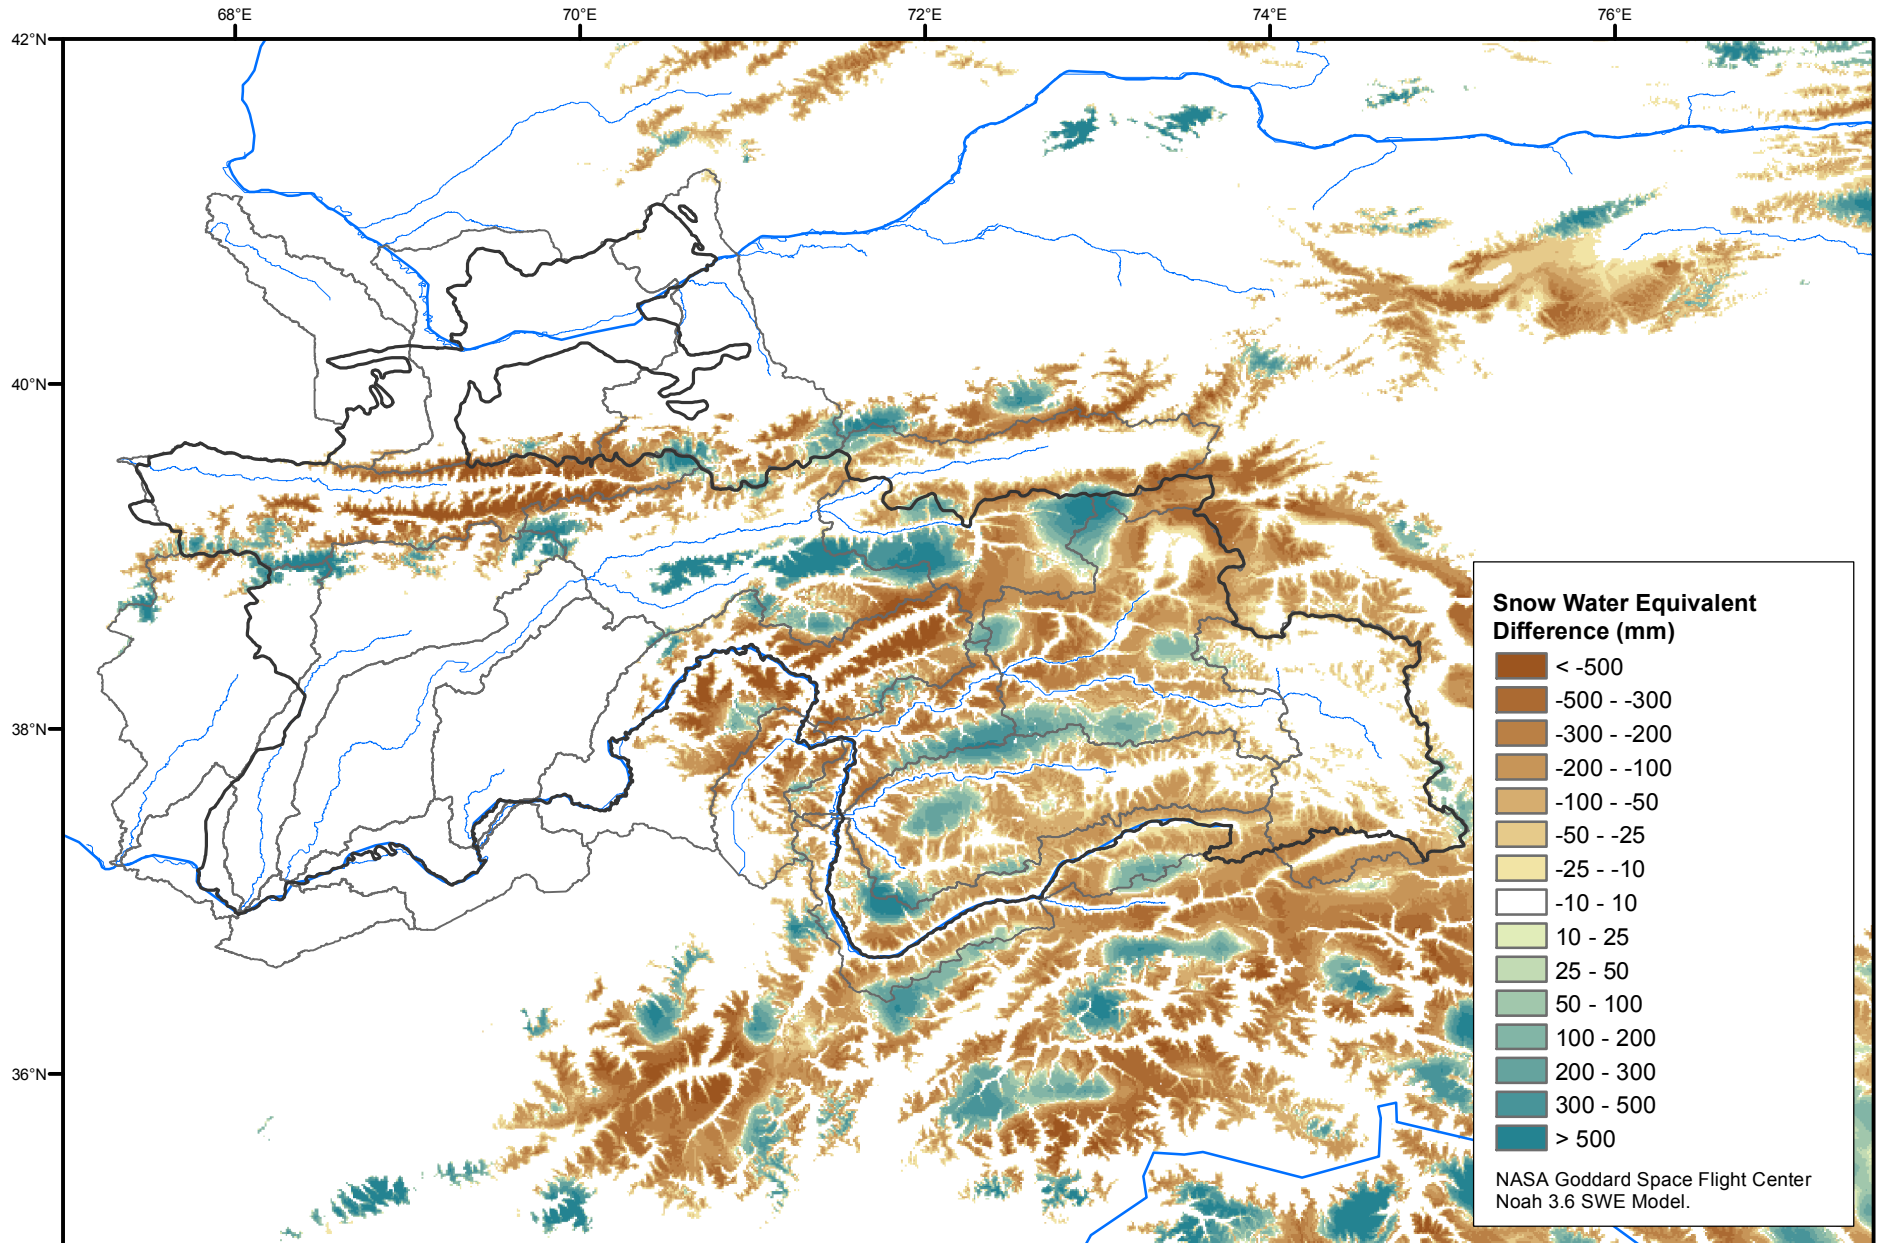 68°E
70°E
72°E
74°E
76°E
42°N
40°N
38°N
36°N
Snow Water Equivalent
Difference (mm)
< -500
-500 - -300
-300 - -200
-200 - -100
-100 - -50
-50 - -25
-25 - -10
-10 - 10
10 - 25
25 - 50
50 - 100
100 - 200
200 - 300
300 - 500
> 500
NASA Goddard Space Flight Center
Noah 3.6 SWE Model.